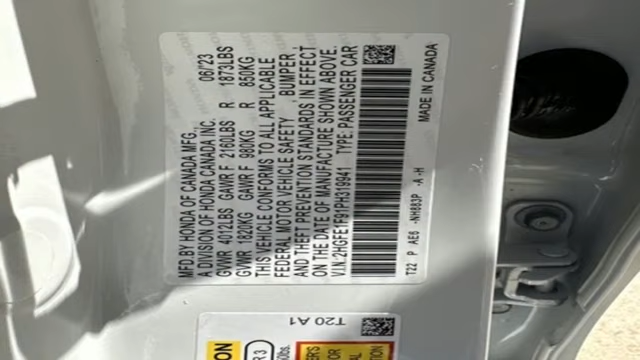 MFD.BY HONDA OF CANADA MFG.
A DIVISION OF HONDA CANADA INC. 06/23
GVWR 4012LBS GAWR F 2160LBS R 1873LBS
GVWR 1820KG GAWR F 980KG R 850KG
THIS VEHICLE CONFORMS TO ALL APPLICABLE
FEDERAL MOTOR VEHICLE SAFETY , BUMPER ,
AND THEFT PREVENTION STANDARDS IN EFFECT
ON THE DATE OF MANUFACTURE SHOWN ABOVE.
V.I.N.:2HGFE1F91PH319941 TYPE: PASSENGER CAR
T22 P AE6 -NH883P -A -H MADE IN CANADA
T20 A1